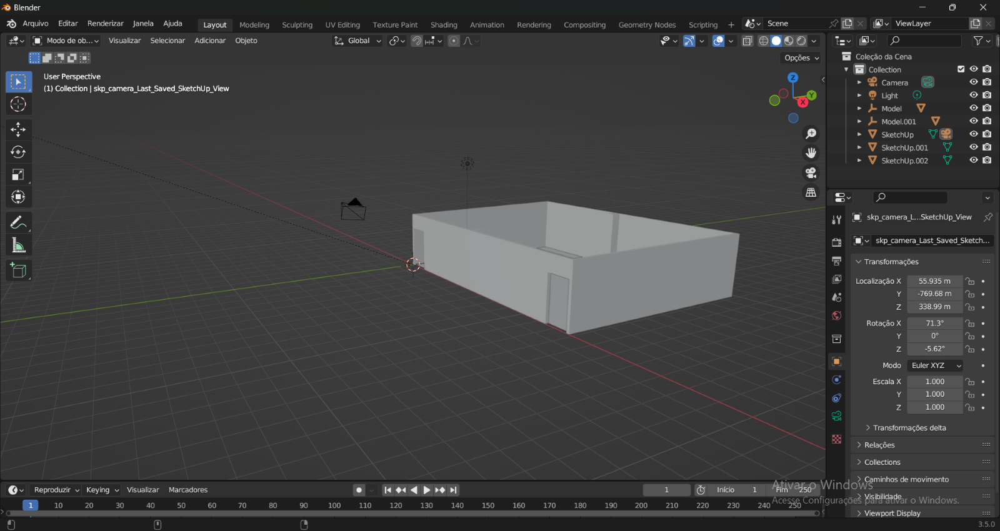 Blender
Arquivo Editar Renderizar Janela Ajuda Layout Modeling Sculpting UV Editing Texture Paint Shading Animation Rendering Compositing Geometry Nodes Scripting + Scene ViewLayer
Modo de ob... Visualizar Selecionar Adicionar Objeto Global
Opções
User Perspective
(1) Collection | skp_camera_Last_Saved_SketchUp_View
Z
Y
X
Coleção da Cena
Collection
Camera
Light
Model
Model.001
SketchUp
SketchUp.001
SketchUp.002
skp_camera_L...SketchUp_View
skp_camera_Last_Saved_Sketch...
Transformações
Localização X 55.935 m
Y -769.68 m
Z 338.99 m
Rotação X 71.3°
Y 0°
Z -5.62°
Modo Euler XYZ
Escala X 1.000
Y 1.000
Z 1.000
Transformações delta
Relações
Collections
Caminhos de movimento
Visibilidade
Viewport Display
Ativar o Windows
Acesse Configurações para ativar o Windows.
Reproduzir Keying Visualizar Marcadores 1 Início 1 Fim 250
1 10 20 30 40 50 60 70 80 90 100 110 120 130 140 150 160 170 180 190 200 210 220 230 240 250
3.5.0